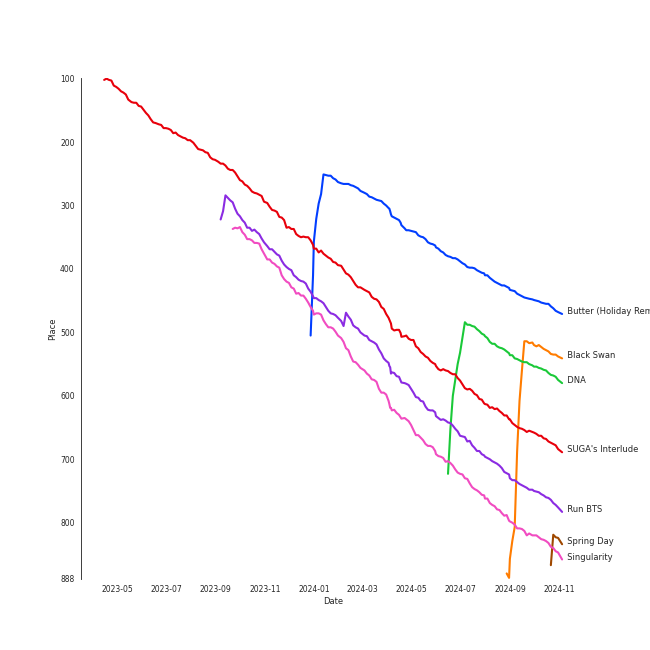 100
200
300
400
500
600
700
800
888
Place
2023-05 2023-07 2023-09 2023-11 2024-01 2024-03 2024-05 2024-07 2024-09 2024-11
Date
Butter (Holiday Rem
Black Swan
DNA
SUGA's Interlude
Run BTS
Spring Day
Singularity